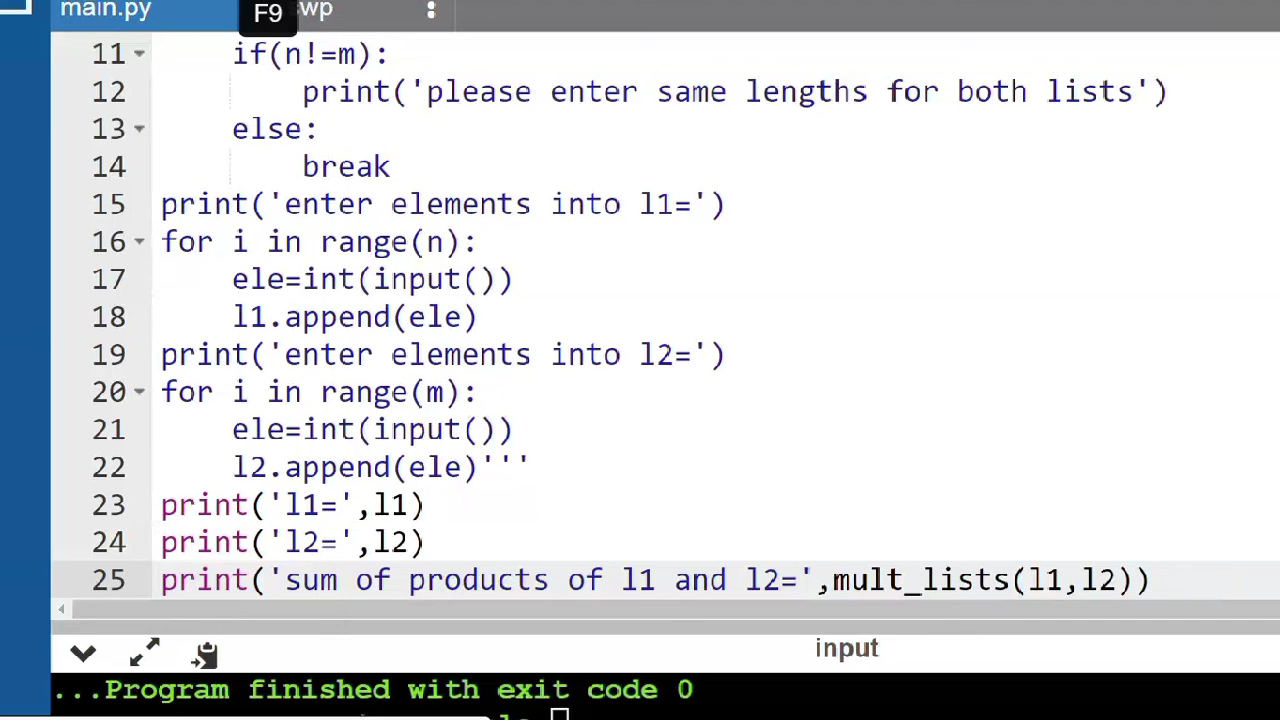 main.py
F9
wp
11 if(n!=m):
12 print('please enter same lengths for both lists')
13 else:
14 break
15 print('enter elements into l1=')
16 for i in range(n):
17 ele=int(input())
18 l1.append(ele)
19 print('enter elements into l2=')
20 for i in range(m):
21 ele=int(input())
22 l2.append(ele)'''
23 print('l1=',l1)
24 print('l2=',l2)
25 print('sum of products of l1 and l2=',mult_lists(l1,l2))
input
...Program finished with exit code 0